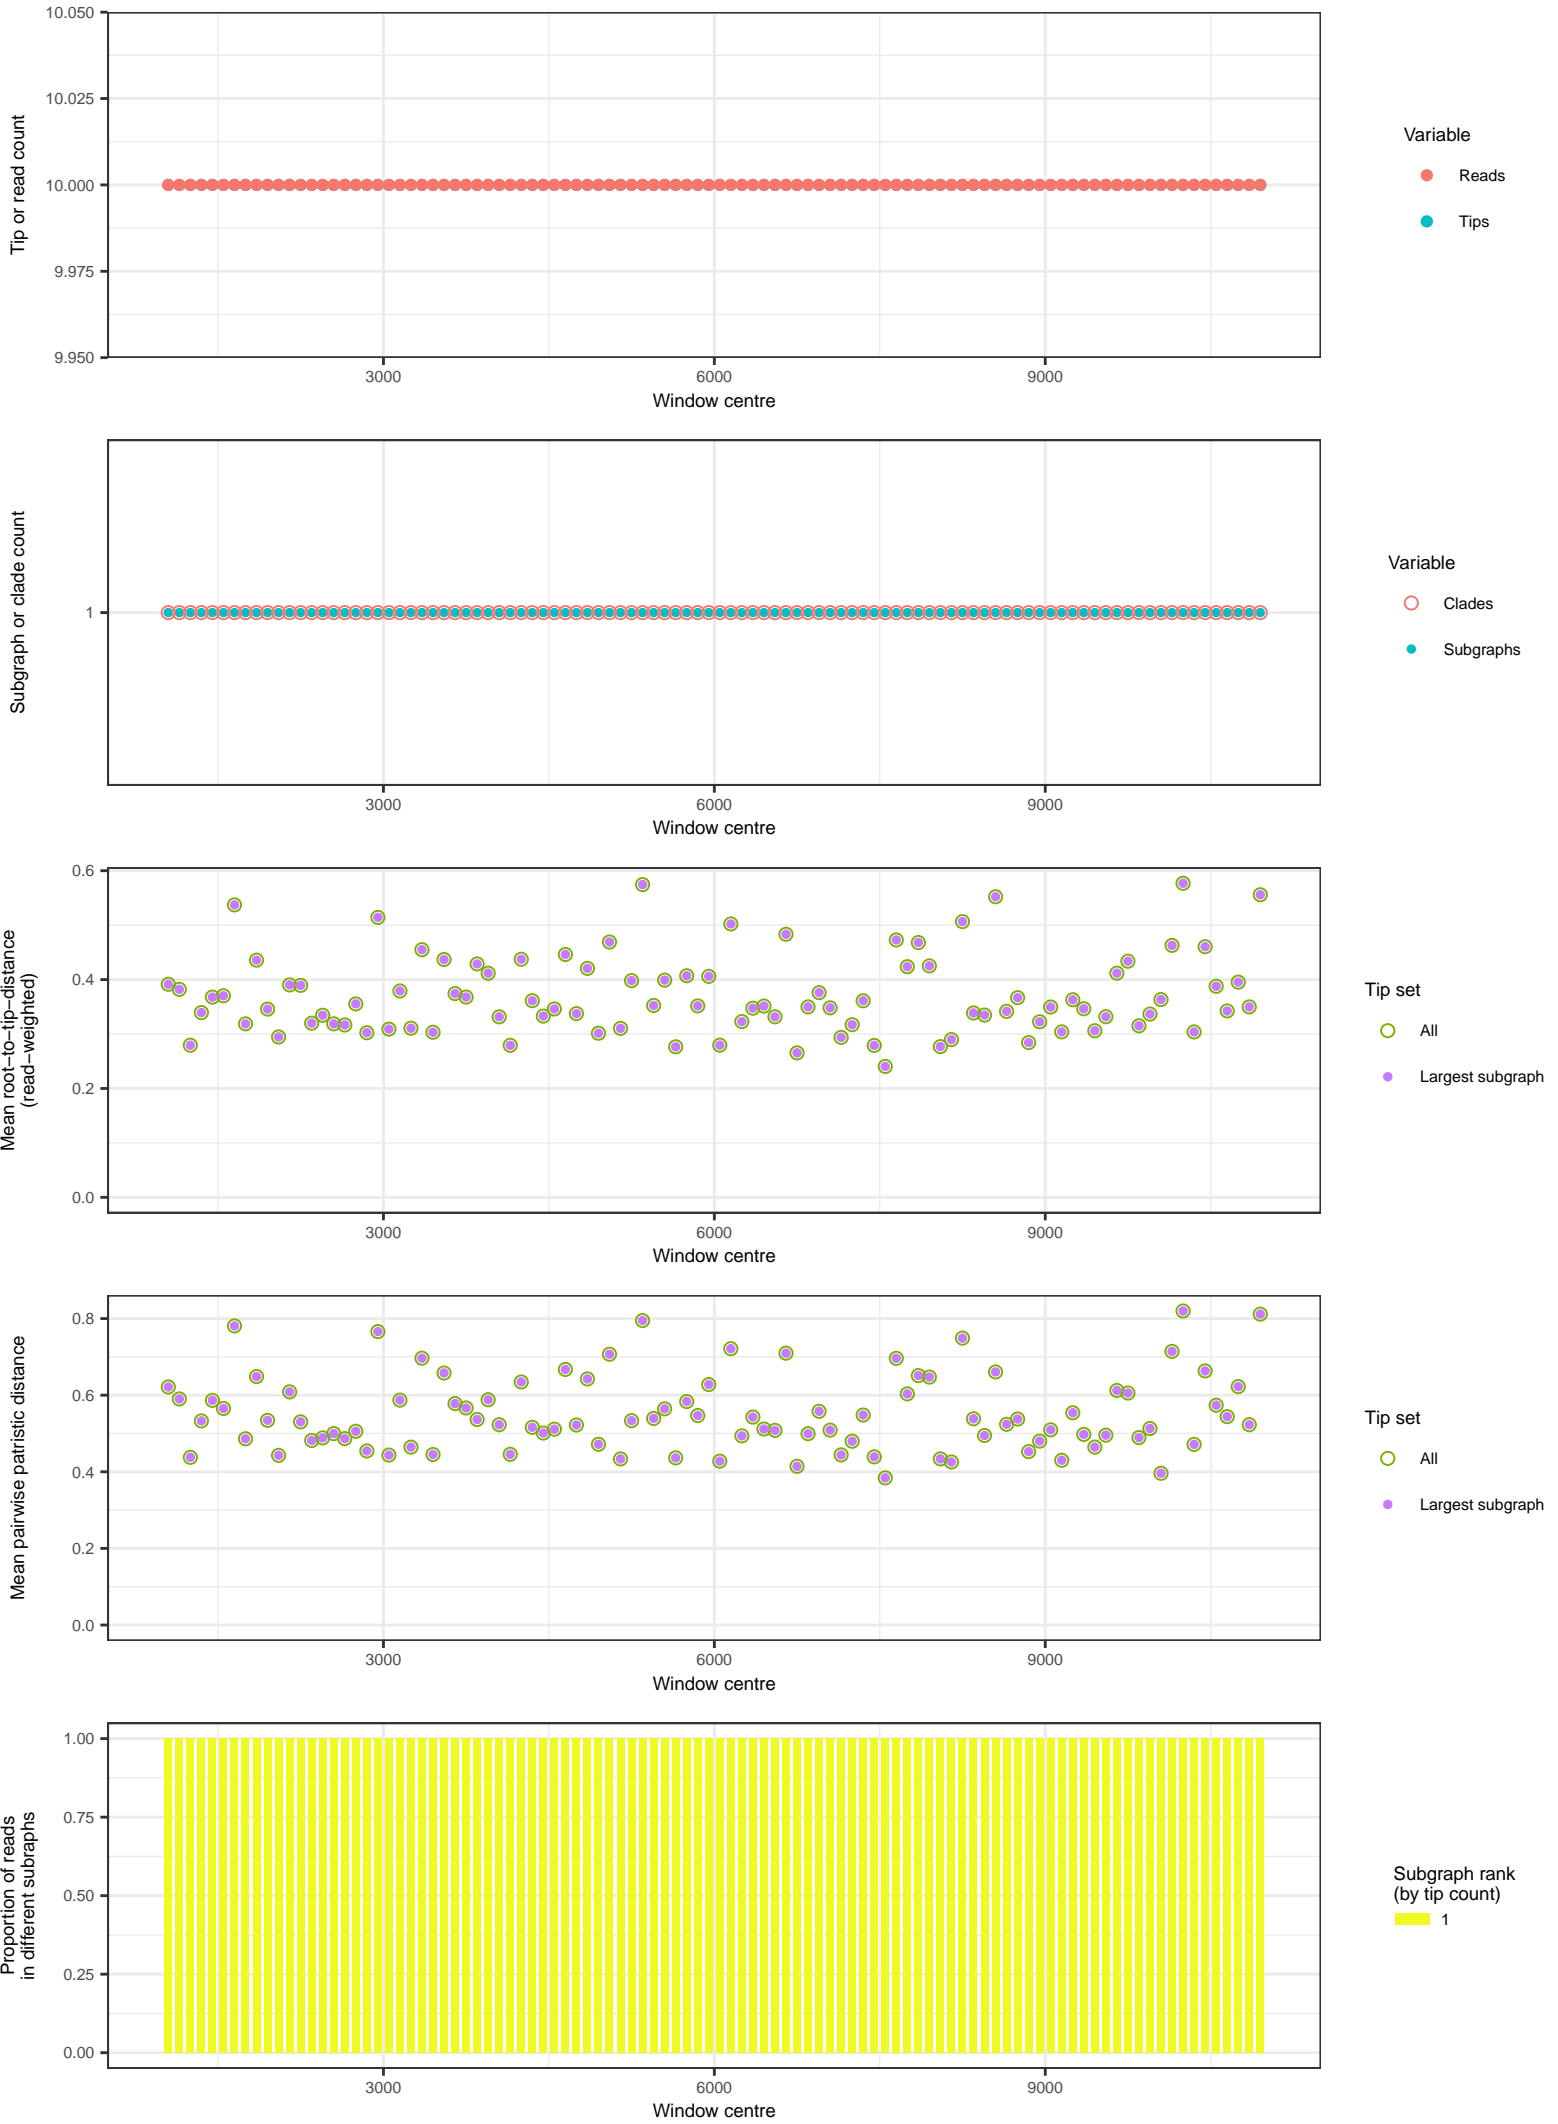 10.050
10.025
10.000
9.975
9.950
Tip or read count
3000
6000
9000
Window centre
Variable
Reads
Tips
1
Subgraph or clade count
3000
6000
9000
Window centre
Variable
Clades
Subgraphs
0.6
0.4
0.2
0.0
Mean root−to−tip−distance
(read−weighted)
3000
6000
9000
Window centre
Tip set
All
Largest subgraph
0.8
0.6
0.4
0.2
0.0
Mean pairwise patristic distance
3000
6000
9000
Window centre
Tip set
All
Largest subgraph
1.00
0.75
0.50
0.25
0.00
Proportion of reads
in different subraphs
3000
6000
9000
Window centre
Subgraph rank
(by tip count)
1